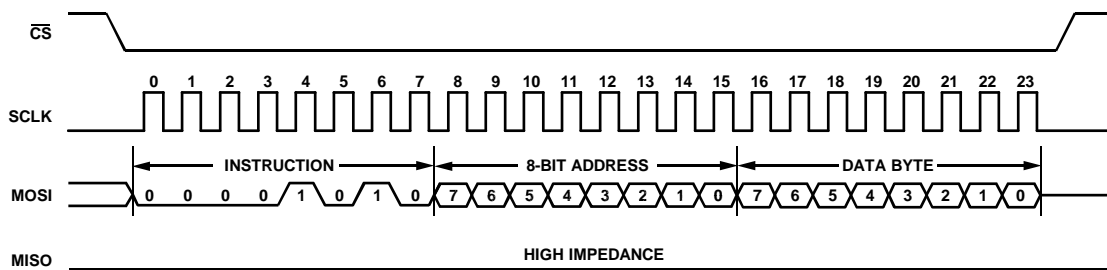 CS
0 1 2 3 4 5 6 7 8 9 10 11 12 13 14 15 16 17 18 19 20 21 22 23
SCLK
INSTRUCTION 8-BIT ADDRESS DATA BYTE
MOSI 0 0 0 0 1 0 1 0 7 6 5 4 3 2 1 0 7 6 5 4 3 2 1 0
HIGH IMPEDANCE
MISO